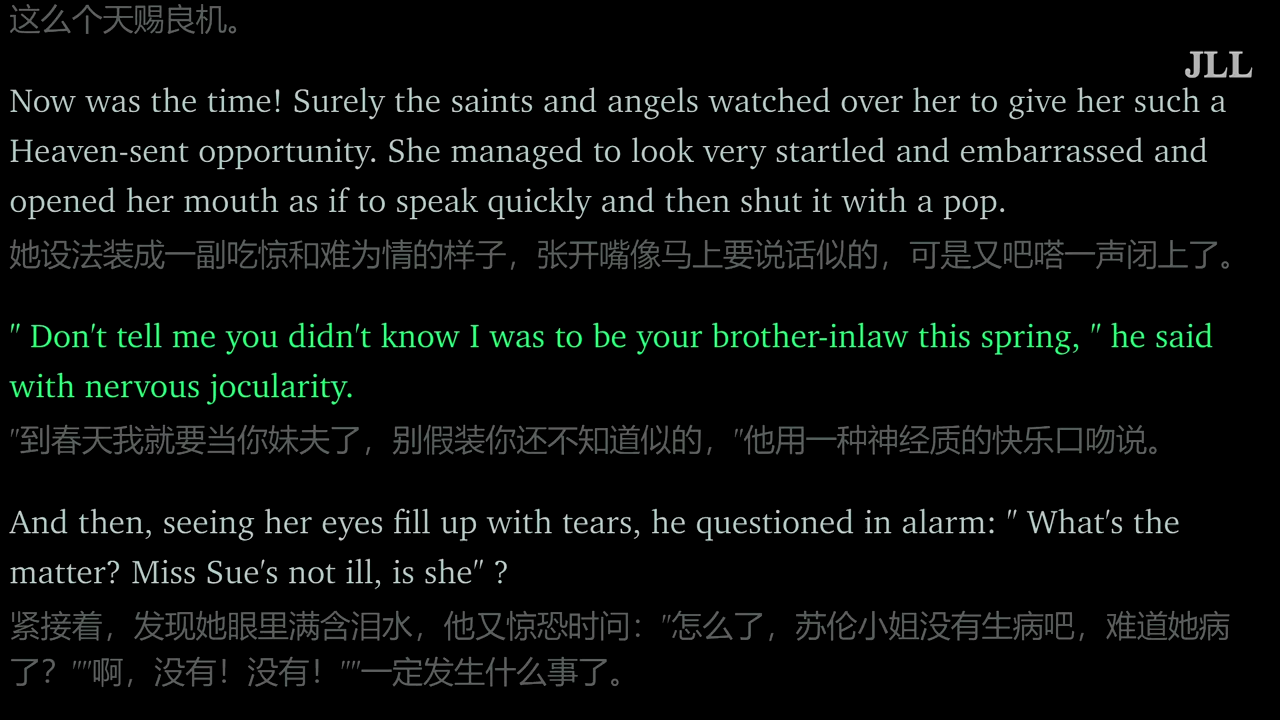 这么个天赐良机。
JLL
Now was the time! Surely the saints and angels watched over her to give her such a
Heaven-sent opportunity. She managed to look very startled and embarrassed and
opened her mouth as if to speak quickly and then shut it with a pop.
她设法装成一副吃惊和难为情的样子，张开嘴像马上要说话似的，可是又吧嗒一声闭上了。
" Don't tell me you didn't know I was to be your brother-inlaw this spring, " he said
with nervous jocularity.
"到春天我就要当你妹夫了，别假装你还不知道似的，"他用一种神经质的快乐口吻说。
And then, seeing her eyes fill up with tears, he questioned in alarm: " What's the
matter? Miss Sue's not ill, is she" ?
紧接着，发现她眼里满含泪水，他又惊恐时问："怎么了，苏伦小姐没有生病吧，难道她病
了？""啊，没有！没有！""一定发生什么事了。